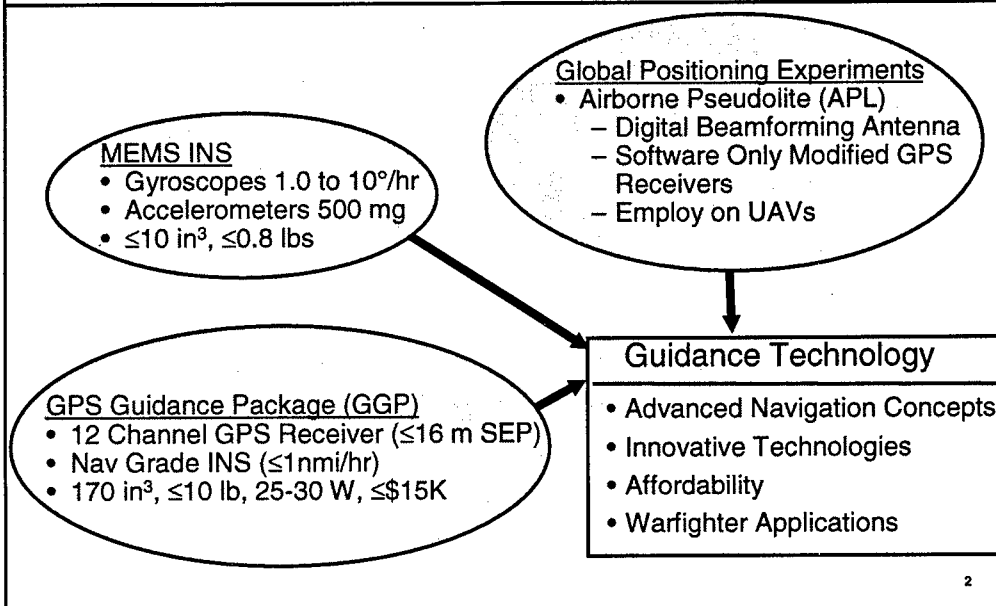 Global Positioning Experiments
• Airborne Pseudolite (APL)
– Digital Beamforming Antenna
– Software Only Modified GPS
Receivers
– Employ on UAVs
MEMS INS
• Gyroscopes 1.0 to 10°/hr
• Accelerometers 500 mg
• ≤10 in³, ≤0.8 lbs
GPS Guidance Package (GGP)
• 12 Channel GPS Receiver (≤16 m SEP)
• Nav Grade INS (≤1nmi/hr)
• 170 in³, ≤10 lb, 25-30 W, ≤$15K
Guidance Technology
• Advanced Navigation Concepts
• Innovative Technologies
• Affordability
• Warfighter Applications
2